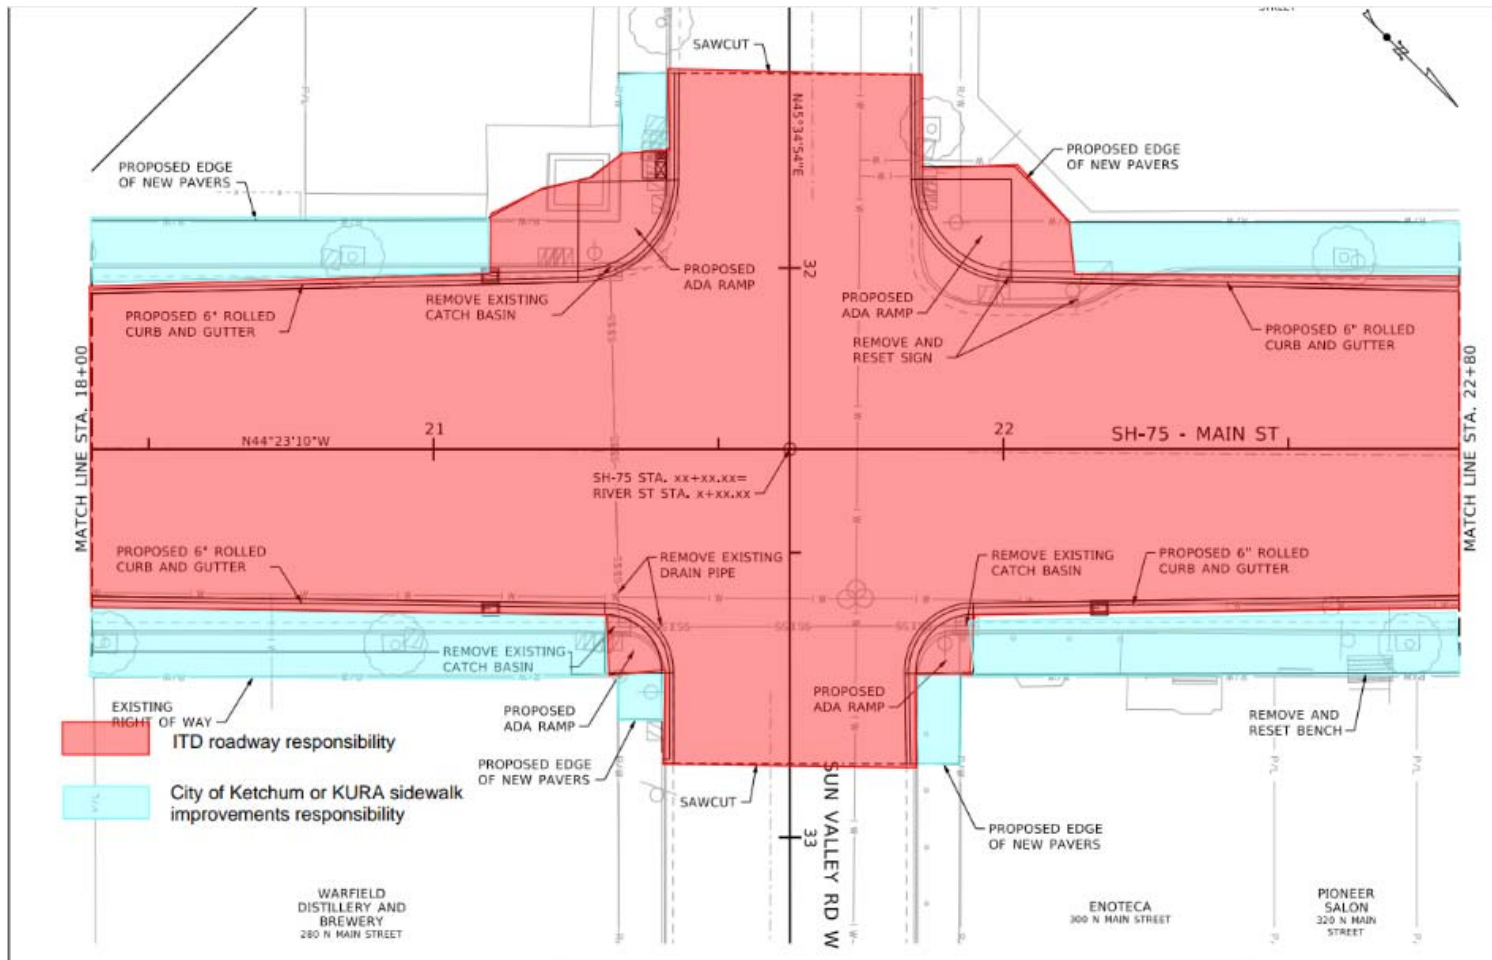 STREET
SAWCUT
N45°34'54"E
PROPOSED EDGE
OF NEW PAVERS
PROPOSED EDGE
OF NEW PAVERS
PROPOSED
ADA RAMP
32
REMOVE EXISTING
CATCH BASIN
PROPOSED
ADA RAMP
PROPOSED 6" ROLLED
CURB AND GUTTER
REMOVE AND
RESET SIGN
PROPOSED 6" ROLLED
CURB AND GUTTER
MATCH LINE STA. 18+00
MATCH LINE STA. 22+80
N44°23'10"W
21
22
SH-75 - MAIN ST
SH-75 STA. xx+xx.xx=
RIVER ST STA. x+xx.xx
PROPOSED 6" ROLLED
CURB AND GUTTER
REMOVE EXISTING
DRAIN PIPE
REMOVE EXISTING
CATCH BASIN
PROPOSED 6" ROLLED
CURB AND GUTTER
REMOVE EXISTING
CATCH BASIN
EXISTING
RIGHT OF WAY
PROPOSED
ADA RAMP
PROPOSED
ADA RAMP
REMOVE AND
RESET BENCH
ITD roadway responsibility
PROPOSED EDGE
OF NEW PAVERS
City of Ketchum or KURA sidewalk
improvements responsibility
SAWCUT
SUN VALLEY RD W
33
PROPOSED EDGE
OF NEW PAVERS
WARFIELD
DISTILLERY AND
BREWERY
280 N MAIN STREET
ENOTECA
300 N MAIN STREET
PIONEER
SALON
320 N MAIN
STREET